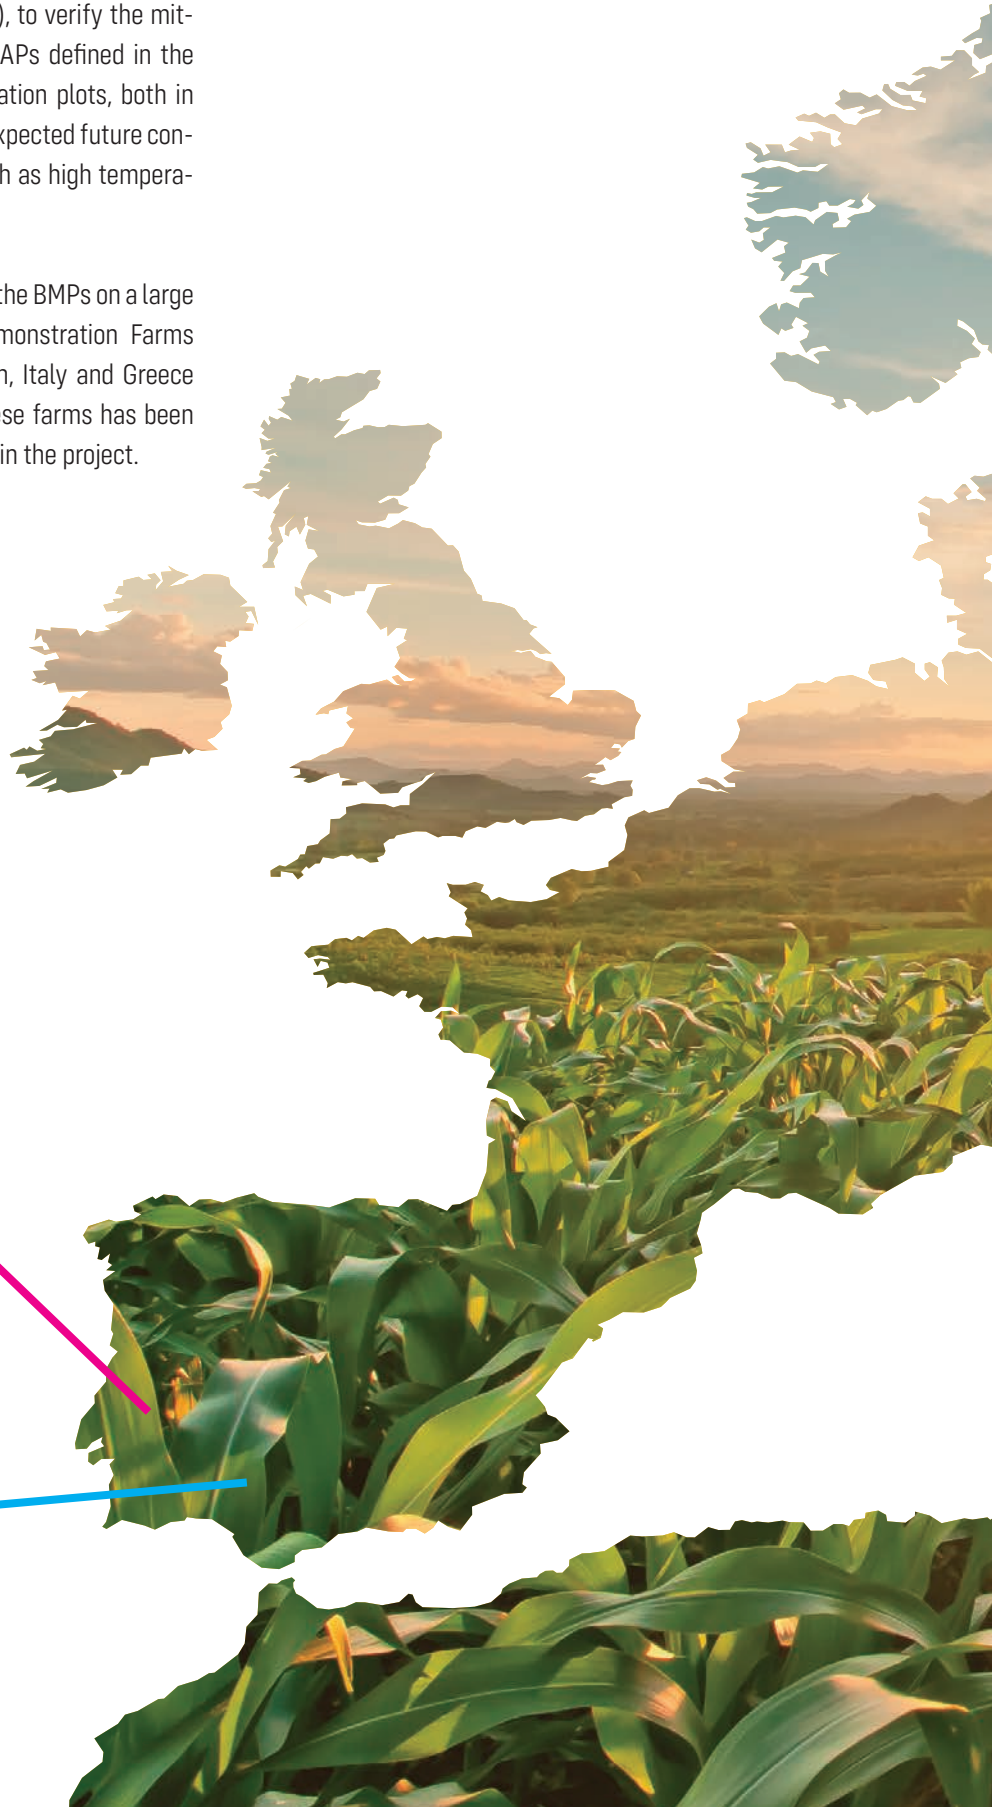 ), to verify the mit-
APs defined in the
ation plots, both in
xpected future con-
h as high tempera-
the BMPs on a large
monstration Farms
n, Italy and Greece
se farms has been
in the project.